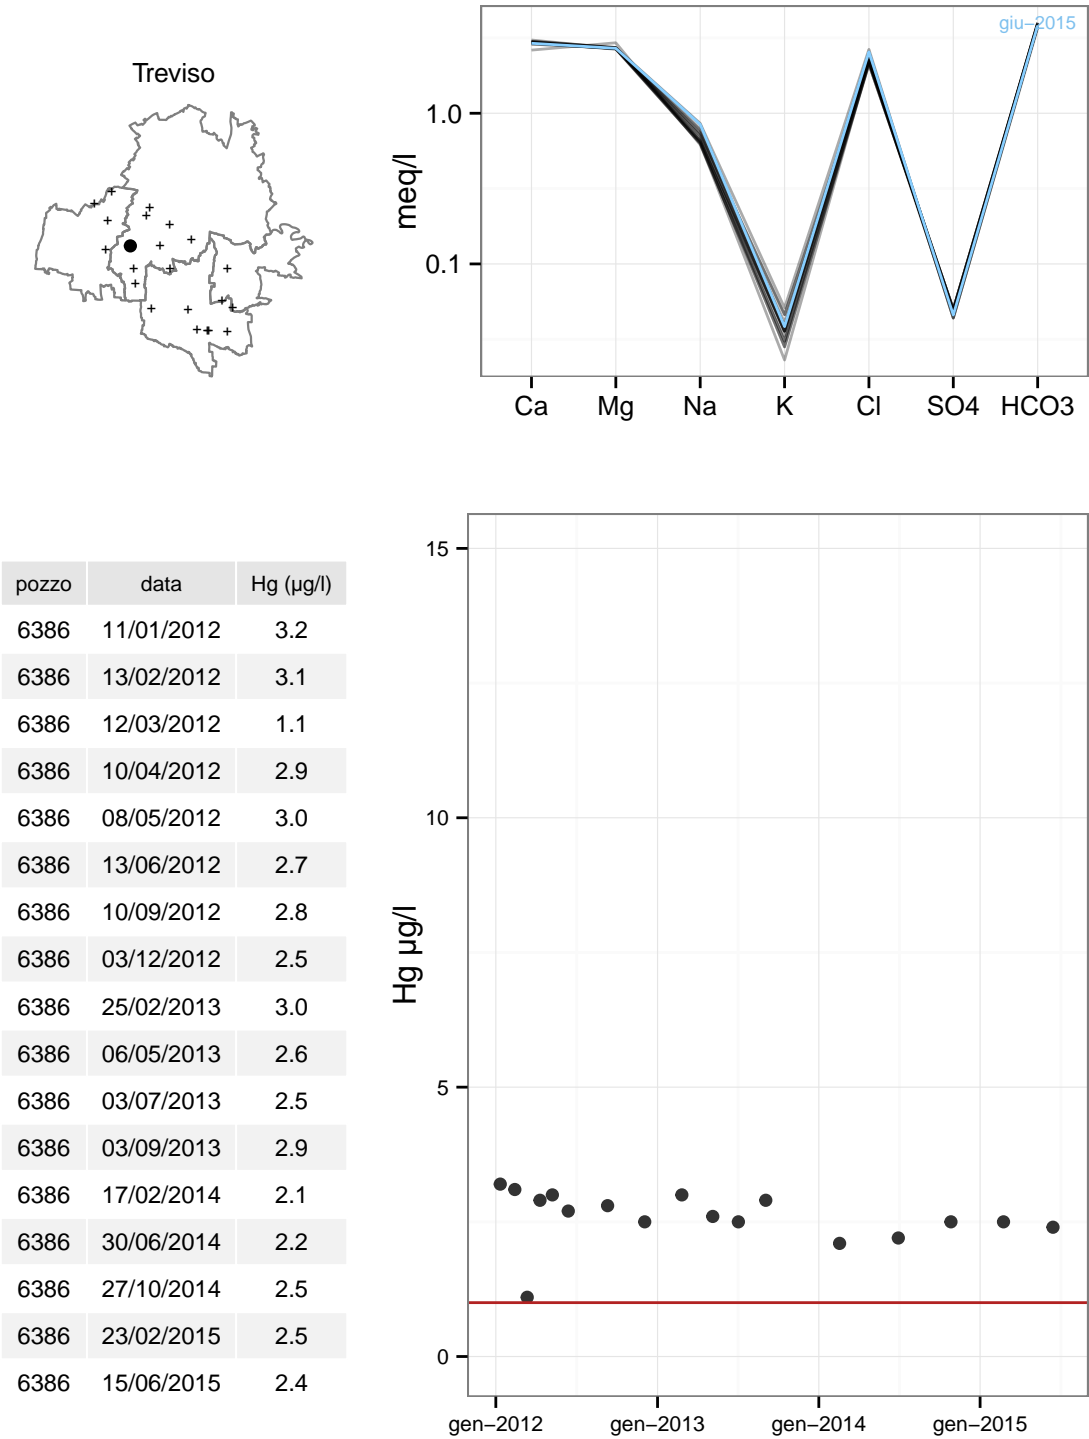 Treviso
giu−2015
1.0
0.1
meq/l
Ca Mg Na K Cl SO4 HCO3
pozzo data Hg (µg/l)
6386 11/01/2012 3.2
6386 13/02/2012 3.1
6386 12/03/2012 1.1
6386 10/04/2012 2.9
6386 08/05/2012 3.0
6386 13/06/2012 2.7
6386 10/09/2012 2.8
6386 03/12/2012 2.5
6386 25/02/2013 3.0
6386 06/05/2013 2.6
6386 03/07/2013 2.5
6386 03/09/2013 2.9
6386 17/02/2014 2.1
6386 30/06/2014 2.2
6386 27/10/2014 2.5
6386 23/02/2015 2.5
6386 15/06/2015 2.4
15
10
5
0
Hg µg/l
gen−2012 gen−2013 gen−2014 gen−2015